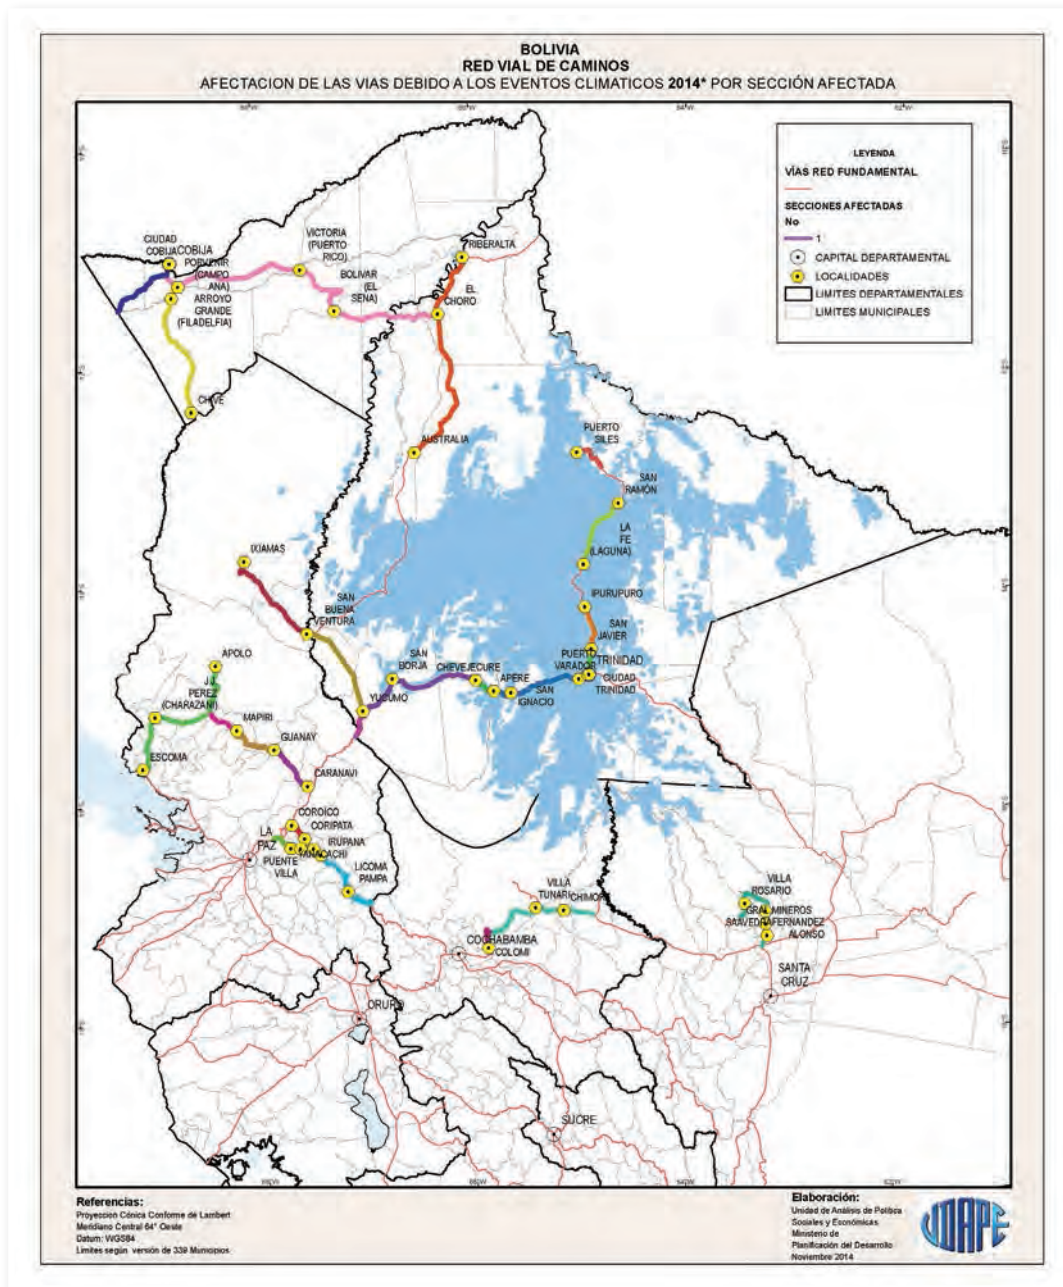 BOLIVIA
RED VIAL DE CAMINOS
AFECTACION DE LAS VIAS DEBIDO A LOS EVENTOS CLIMATICOS 2014* POR SECCIÓN AFECTADA
LEYENDA
VÍAS RED FUNDAMENTAL
SECCIONES AFECTADAS
No
1
CAPITAL DEPARTAMENTAL
LOCALIDADES
LIMITES DEPARTAMENTALES
LIMITES MUNICIPALES
CIUDAD
COBIJA
COBIJA
PORVENIR
(CAMPO
ANA)
ARROYO
GRANDE
(FILADELFIA)
VICTORIA
(PUERTO
RICO)
BOLIVAR
(EL
SENA)
RIBERALTA
EL
CHORO
CHIVE
AUSTRALIA
PUERTO
SILES
SAN
RAMÓN
LA
FE
(LAGUNA)
IXIAMAS
SAN
BUENA
VENTURA
IPURUPURO
SAN
JAVIER
PUERTO
VARADOR
TRINIDAD
CIUDAD
TRINIDAD
SAN
BORJA
CHEVEJECURE
APERE
SAN
IGNACIO
YUCUMO
APOLO
J.J.
PEREZ
(CHARAZANI)
MAPIRI
GUANAY
ESCOMA
CARANAVI
COROICO
CORIPATA
LA
PAZ
IRUPANA
YANACACHI
PUENTE
VILLA
LICOMA
PAMPA
VILLA
TUNARI
CHIMORE
COCHABAMBA
COLOMI
VILLA
ROSARIO
GRAL
MINEROS
SAAVEDRA
FERNANDEZ
ALONSO
SANTA
CRUZ
ORURO
SUCRE
Referencias:
Proyección Cónica Conforme de Lambert
Meridiano Central 64° Oeste
Datum: WGS84
Limites según versión de 339 Municipios
Elaboración:
Unidad de Análisis de Política
Sociales y Económicas
Ministerio de
Planificación del Desarrollo
Noviembre 2014
UDAPE